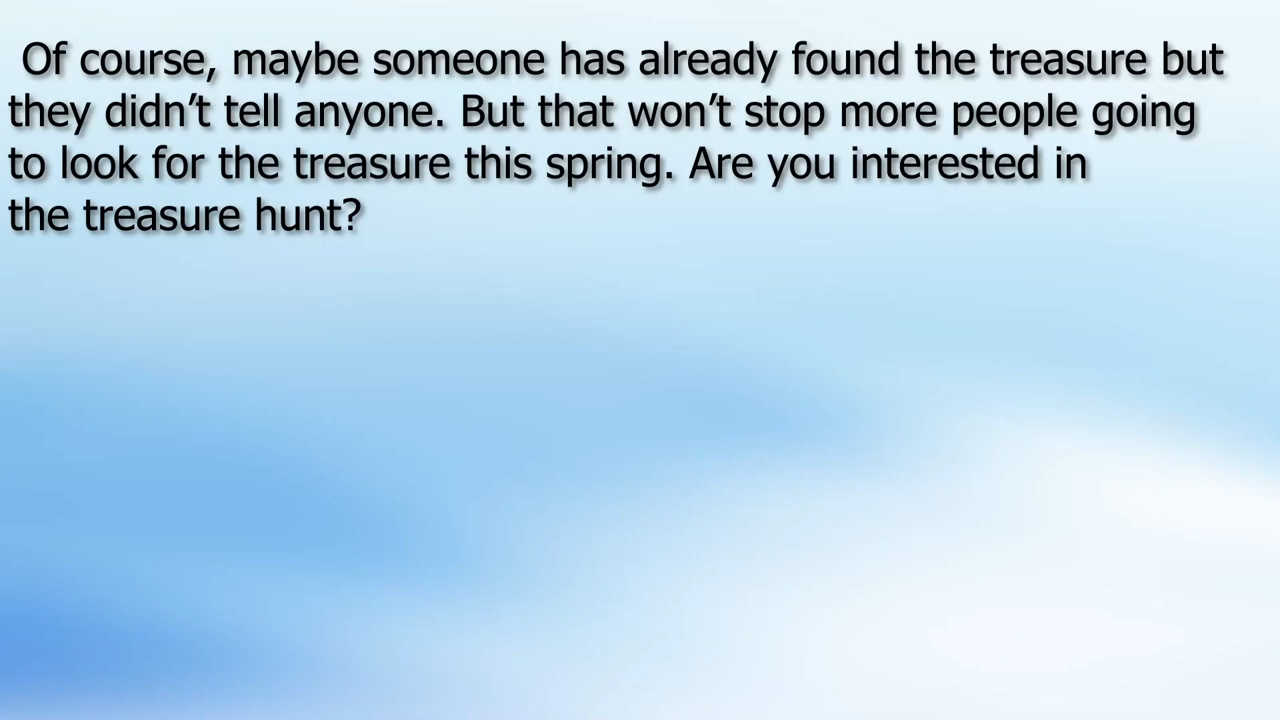 Of course, maybe someone has already found the treasure but
they didn’t tell anyone. But that won’t stop more people going
to look for the treasure this spring. Are you interested in
the treasure hunt?